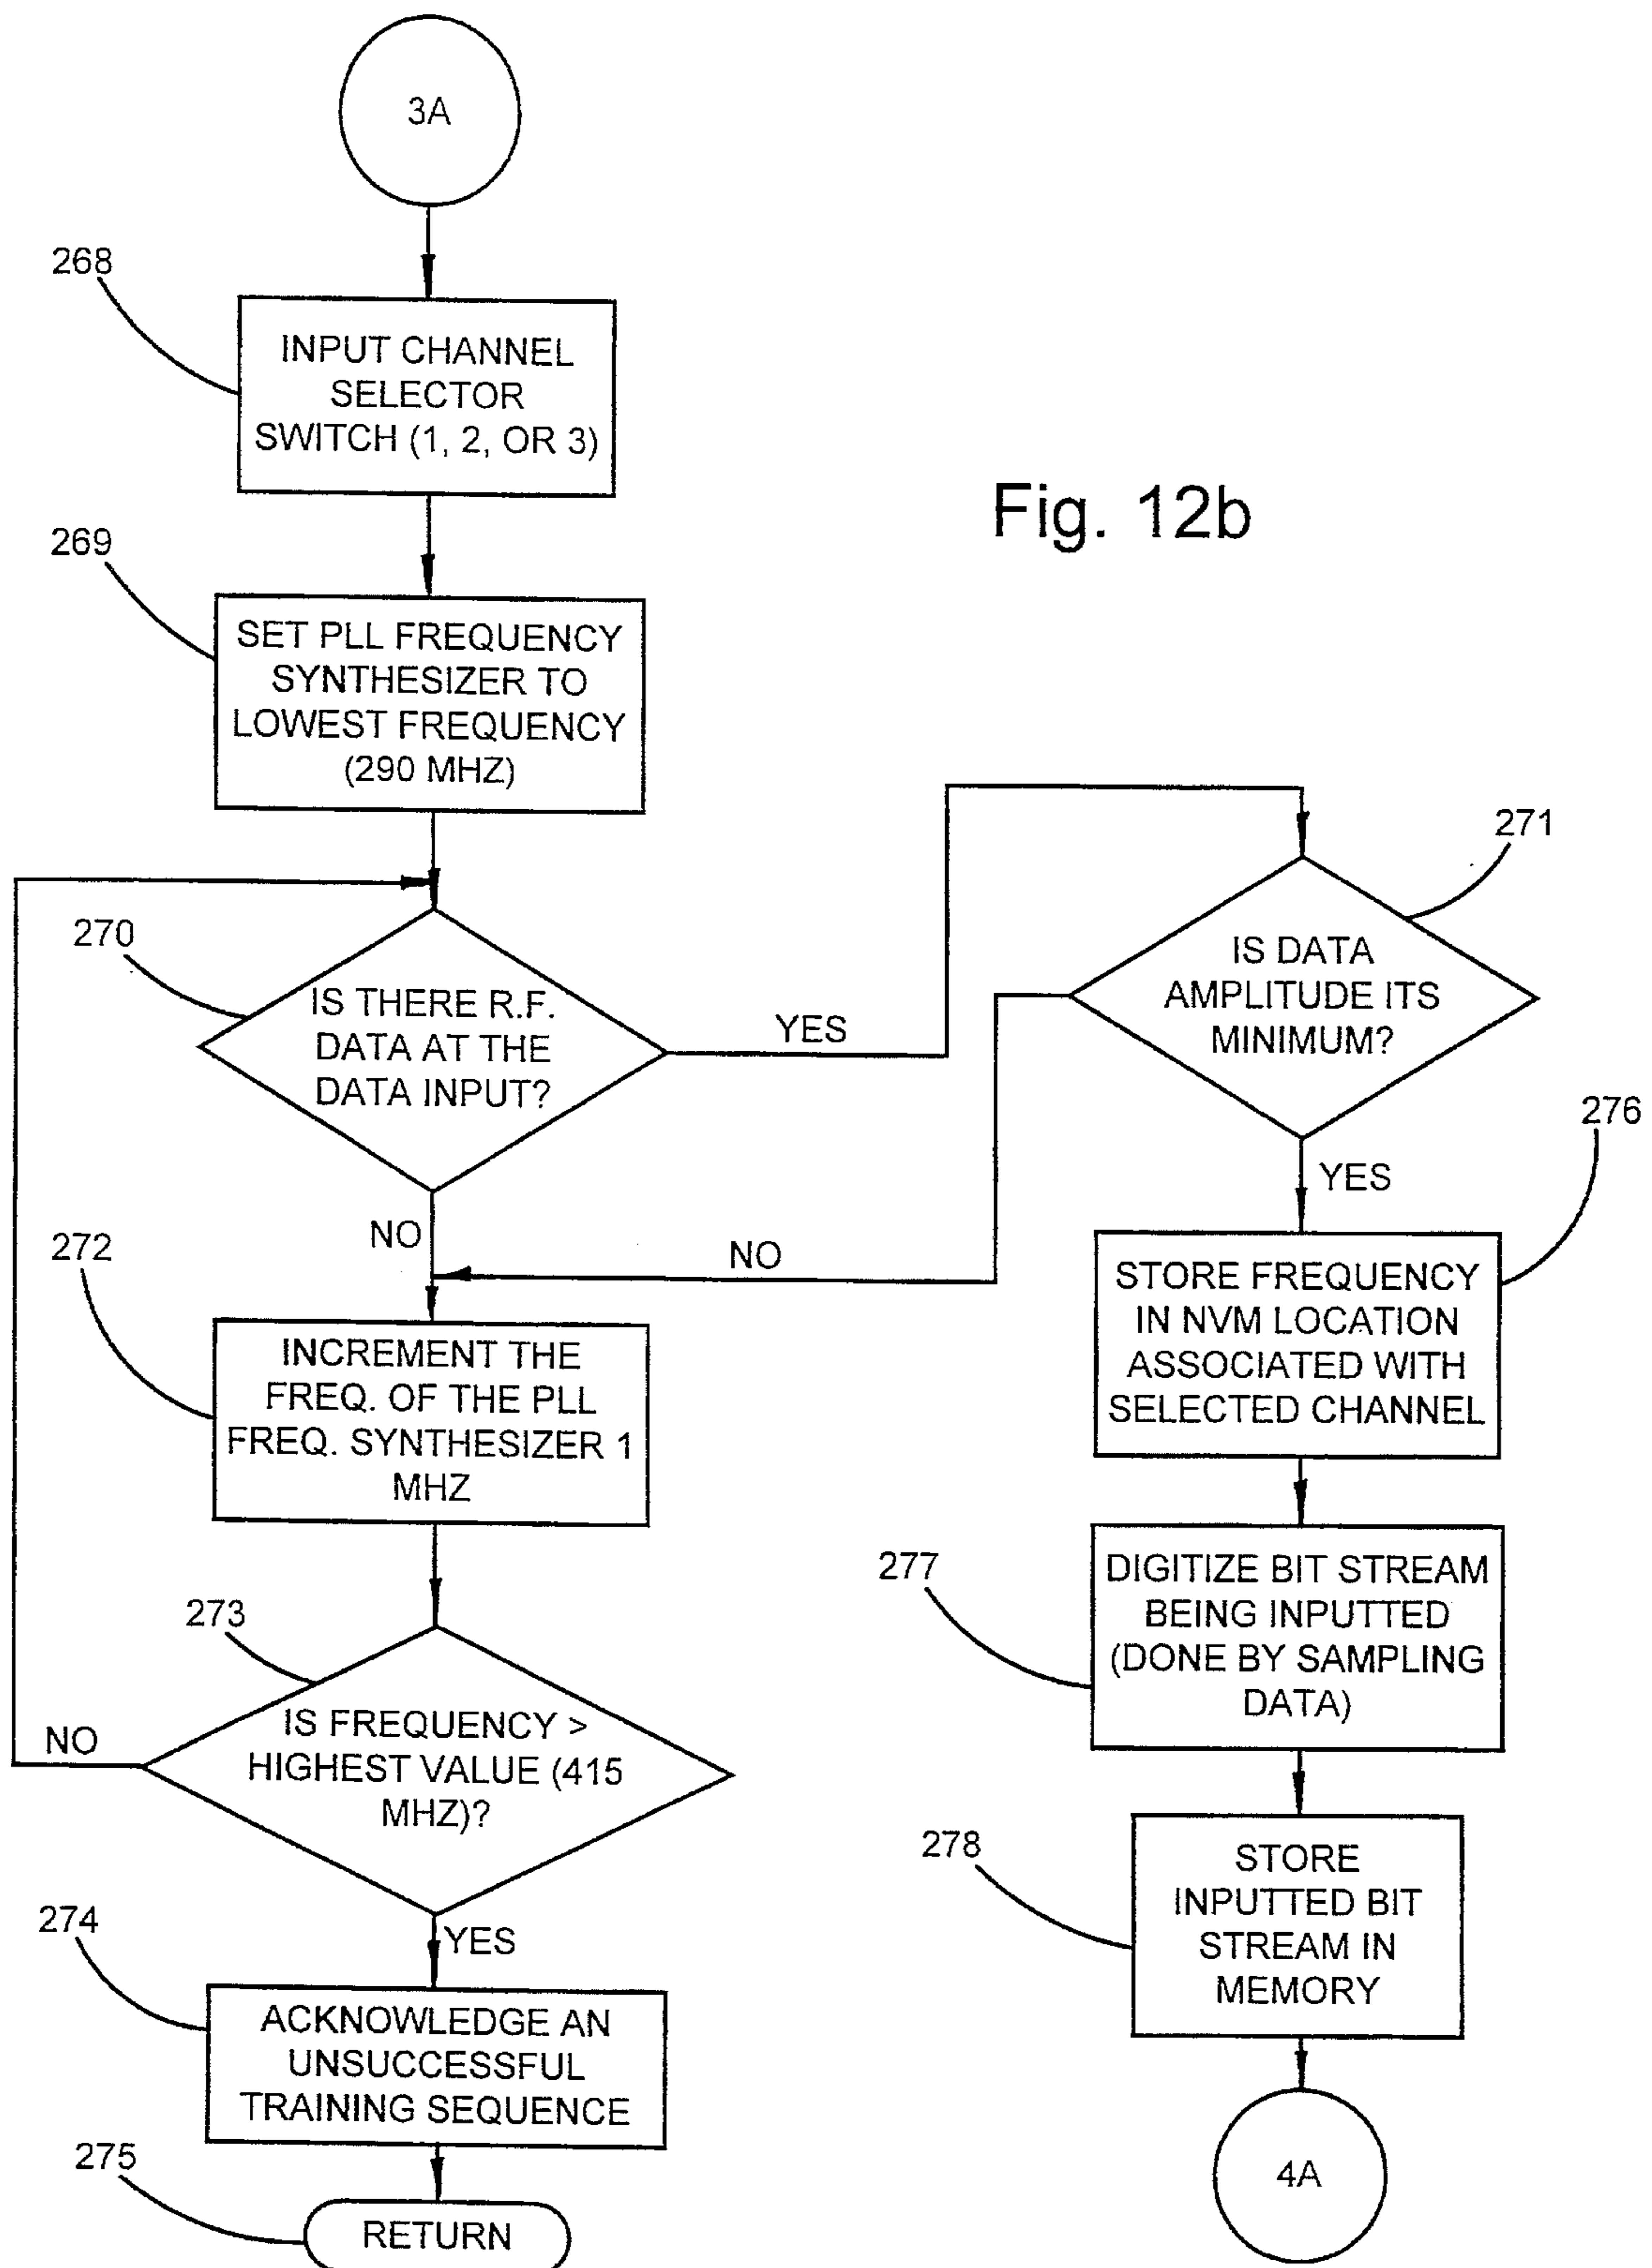 3A
268
INPUT CHANNEL
SELECTOR
SWITCH (1, 2, OR 3)
Fig. 12b
269
SET PLL FREQUENCY
SYNTHESIZER TO
LOWEST FREQUENCY
(290 MHZ)
270
IS THERE R.F.
DATA AT THE
DATA INPUT?
YES
NO
271
IS DATA
AMPLITUDE ITS
MINIMUM?
YES
NO
272
INCREMENT THE
FREQ. OF THE PLL
FREQ. SYNTHESIZER 1
MHZ
273
IS FREQUENCY >
HIGHEST VALUE (415
MHZ)?
NO
YES
274
ACKNOWLEDGE AN
UNSUCCESSFUL
TRAINING SEQUENCE
275
RETURN
276
STORE FREQUENCY
IN NVM LOCATION
ASSOCIATED WITH
SELECTED CHANNEL
277
DIGITIZE BIT STREAM
BEING INPUTTED
(DONE BY SAMPLING
DATA)
278
STORE
INPUTTED BIT
STREAM IN
MEMORY
4A